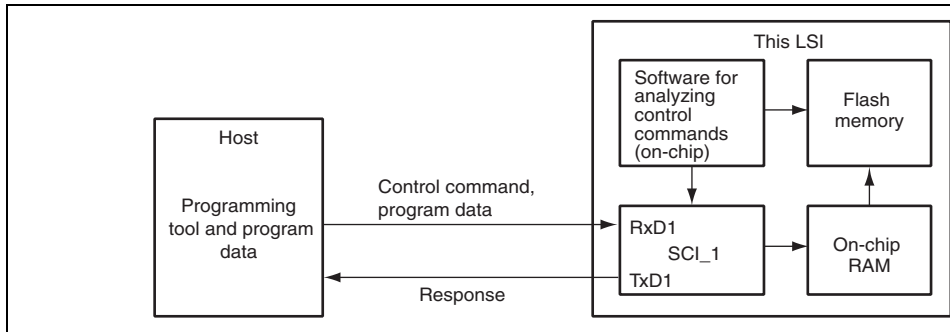 This LSI
Software for
analyzing
control
commands
(on-chip)
Flash
memory
Host
Programming
tool and program
data
Control command,
program data
RxD1
SCI_1
TxD1
On-chip
RAM
Response